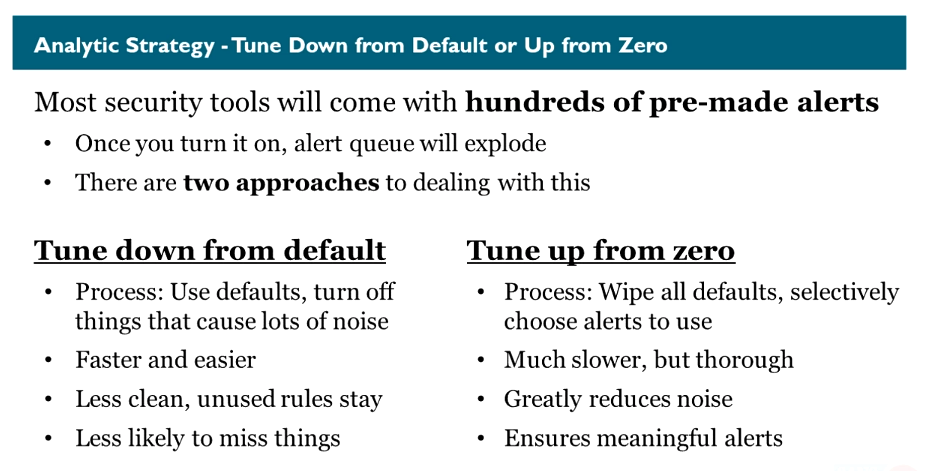 Analytic Strategy - Tune Down from Default or Up from Zero
Most security tools will come with hundreds of pre-made alerts
• Once you turn it on, alert queue will explode
• There are two approaches to dealing with this
Tune down from default
• Process: Use defaults, turn off
things that cause lots of noise
• Faster and easier
• Less clean, unused rules stay
• Less likely to miss things
Tune up from zero
• Process: Wipe all defaults, selectively
choose alerts to use
• Much slower, but thorough
• Greatly reduces noise
• Ensures meaningful alerts